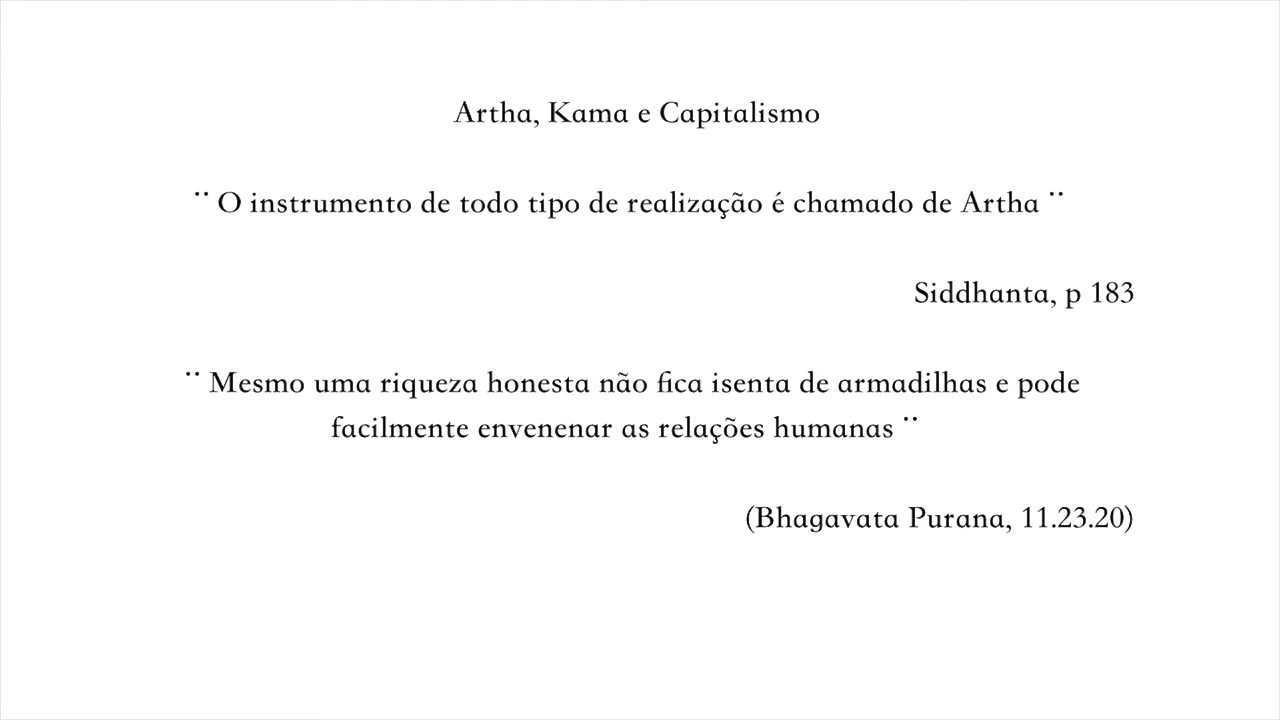 Artha, Kama e Capitalismo
¨ O instrumento de todo tipo de realização é chamado de Artha ¨
Siddhanta, p 183
¨ Mesmo uma riqueza honesta não fica isenta de armadilhas e pode
facilmente envenenar as relações humanas ¨
(Bhagavata Purana, 11.23.20)